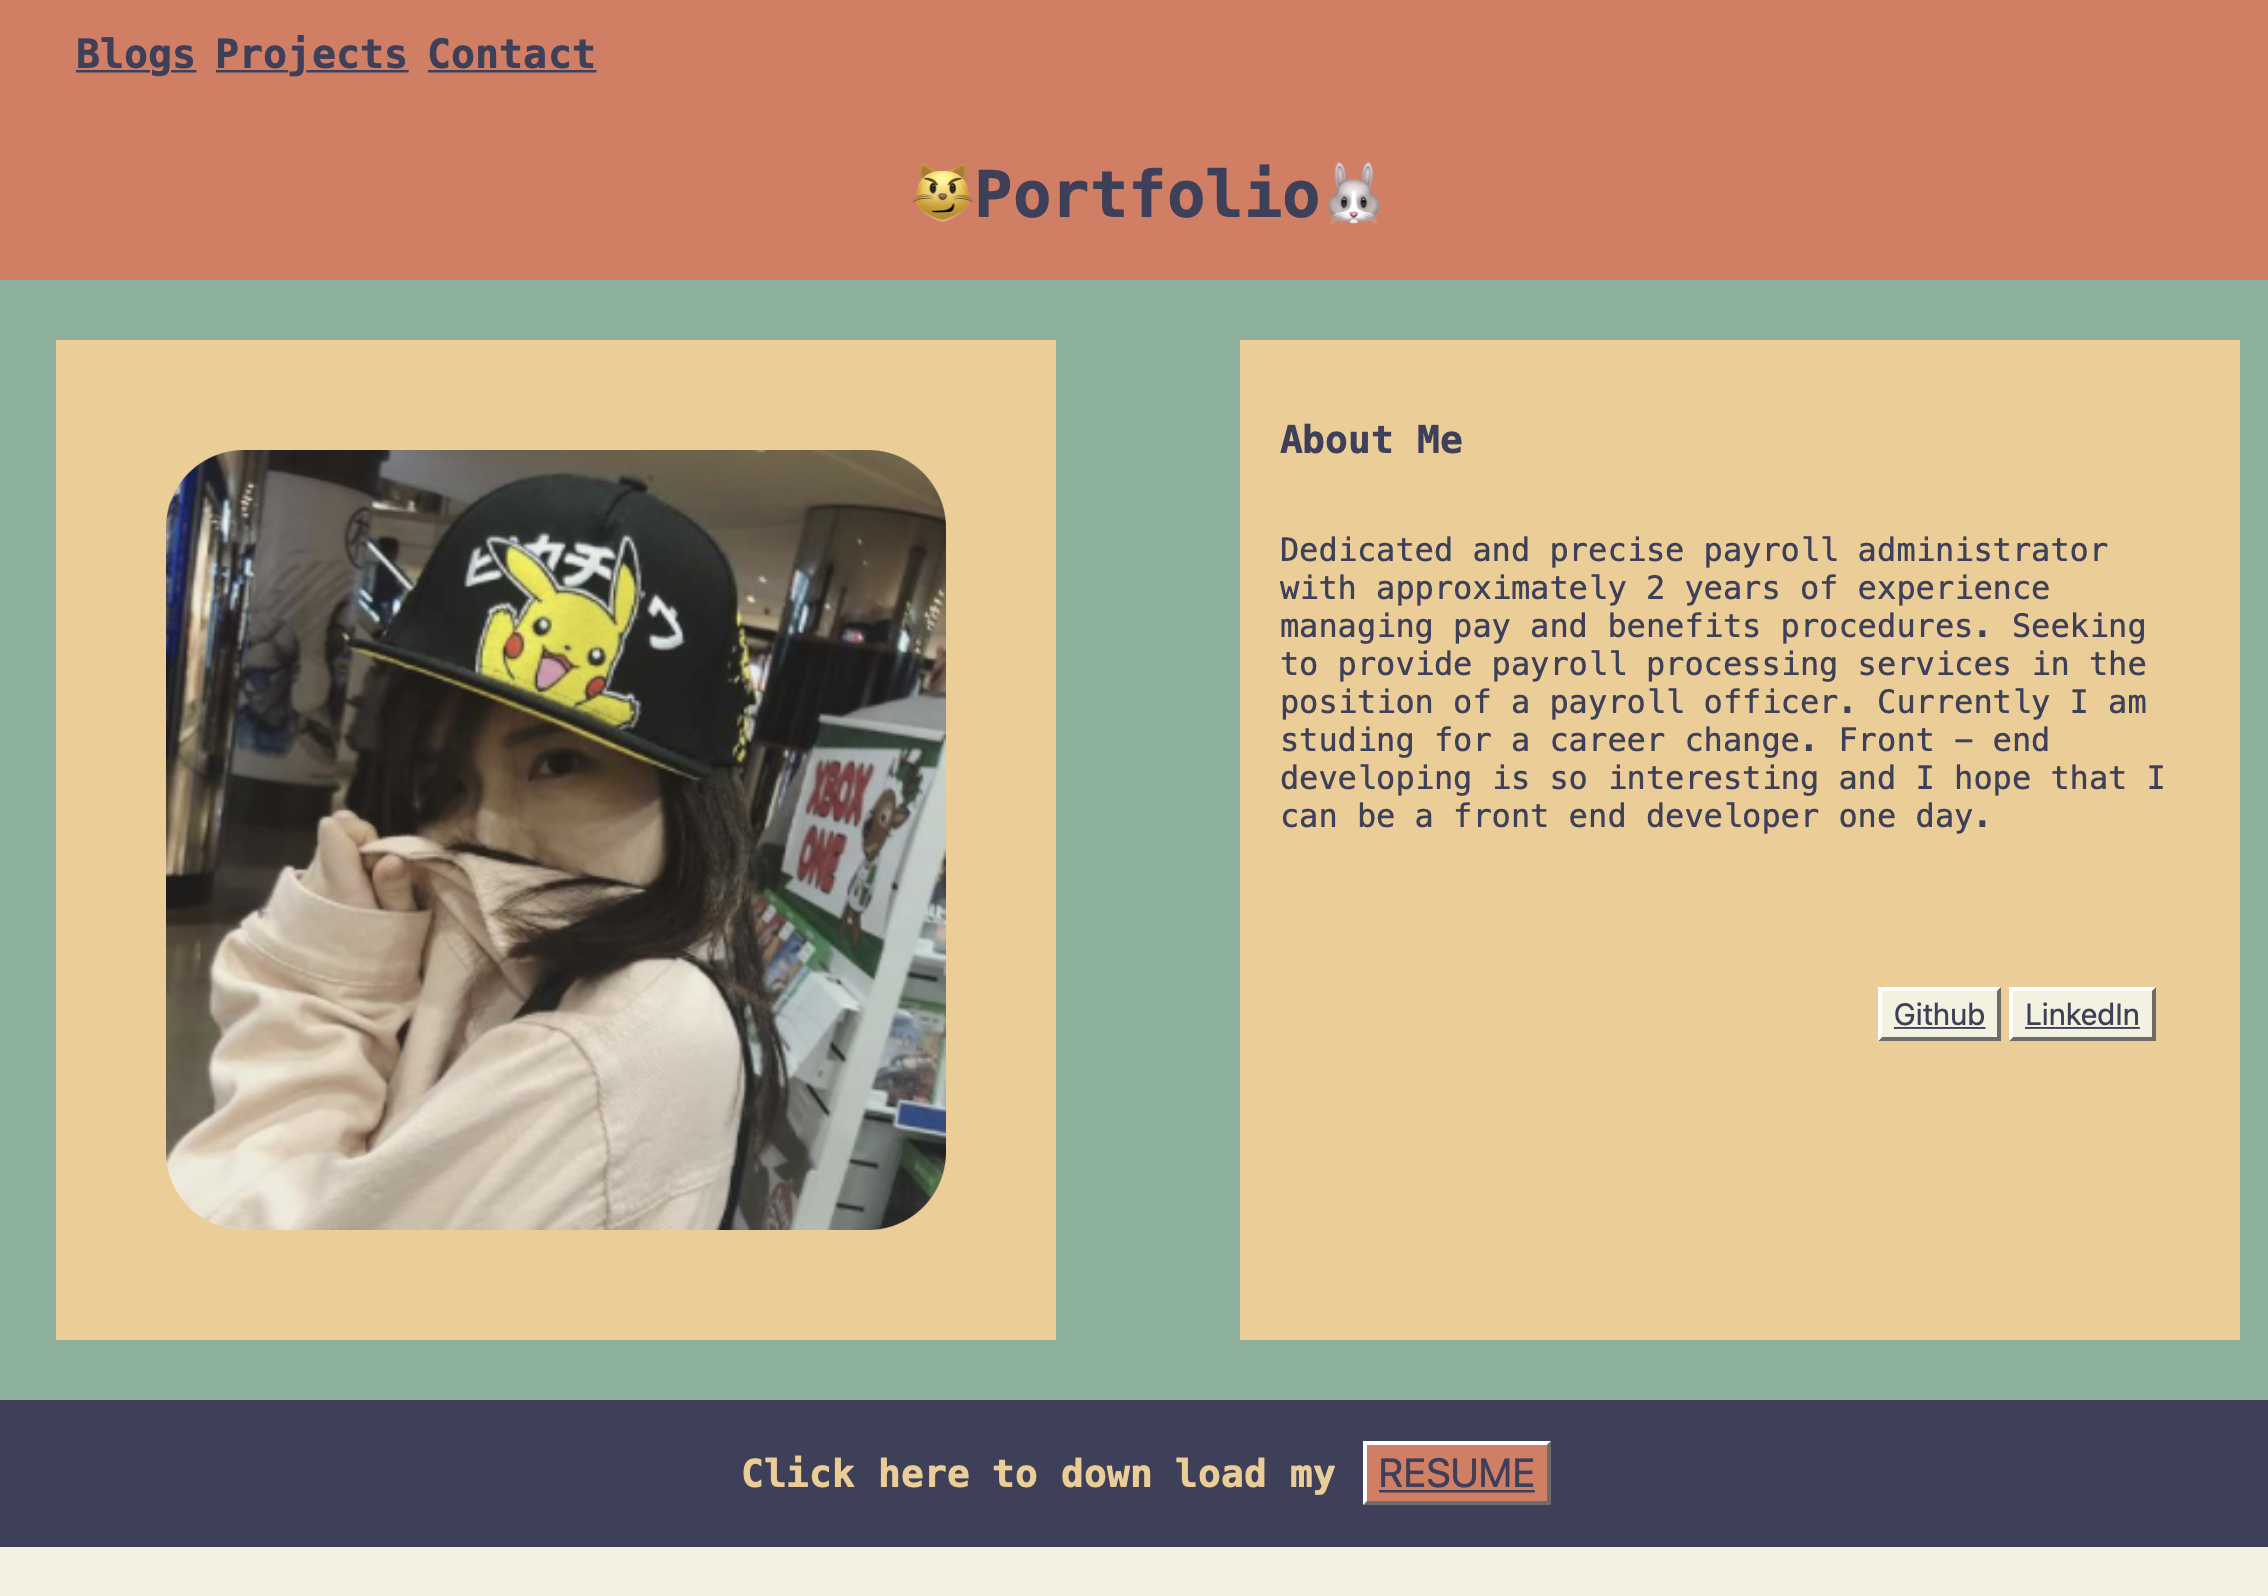 Blogs Projects Contact
😼Portfolio🐰
ピカチュウ
XBOX
ONE
About Me
Dedicated and precise payroll administrator
with approximately 2 years of experience
managing pay and benefits procedures. Seeking
to provide payroll processing services in the
position of a payroll officer. Currently I am
studing for a career change. Front – end
developing is so interesting and I hope that I
can be a front end developer one day.
Github LinkedIn
Click here to down load my RESUME